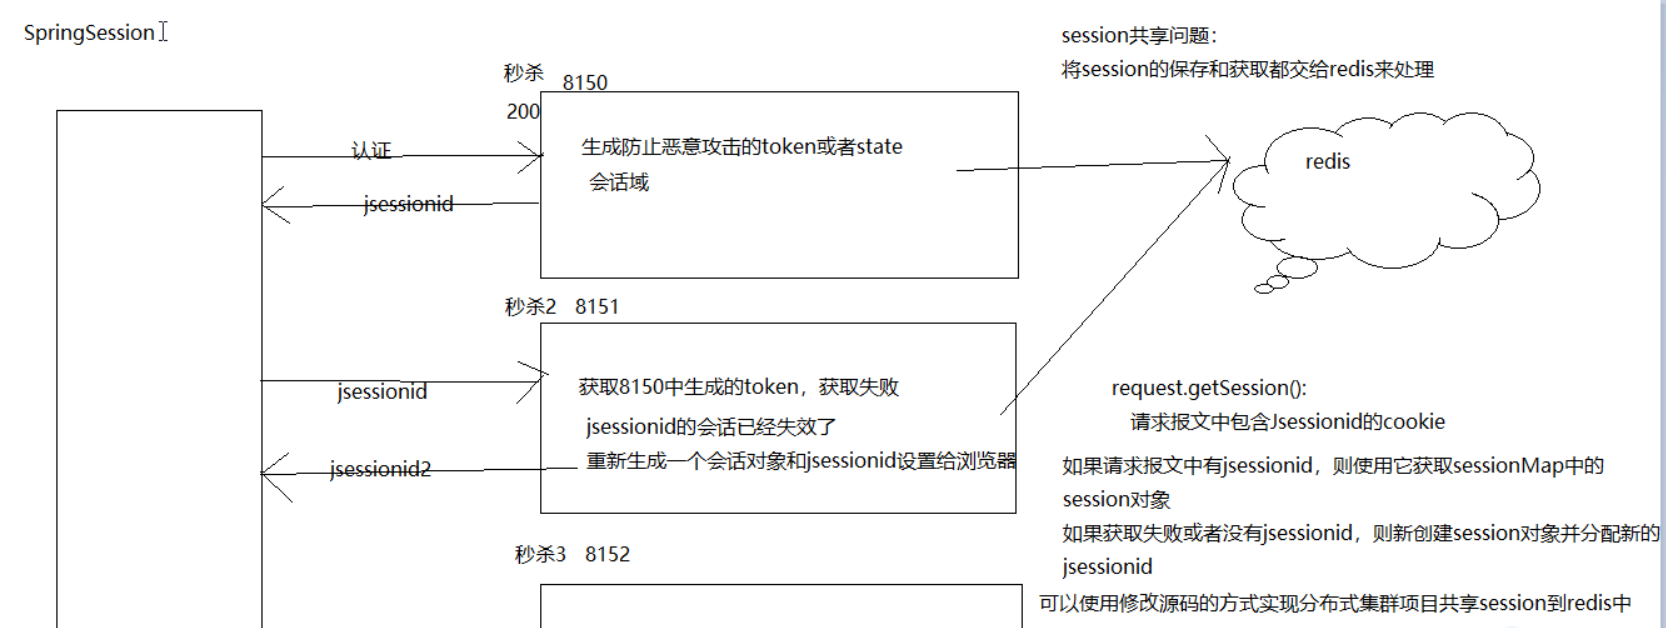 SpringSession
秒杀
8150
200
认证
jsessionid
生成防止恶意攻击的token或者state
会话域
session共享问题：
将session的保存和获取都交给redis来处理
redis
秒杀2 8151
jsessionid
jsessionid2
获取8150中生成的token，获取失败
jsessionid的会话已经失效了
重新生成一个会话对象和jsessionid设置给浏览器
request.getSession():
请求报文中包含Jsessionid的cookie
如果请求报文中有jsessionid，则使用它获取sessionMap中的
session对象
如果获取失败或者没有jsessionid，则新创建session对象并分配新的
jsessionid
秒杀3 8152
可以使用修改源码的方式实现分布式集群项目共享session到redis中